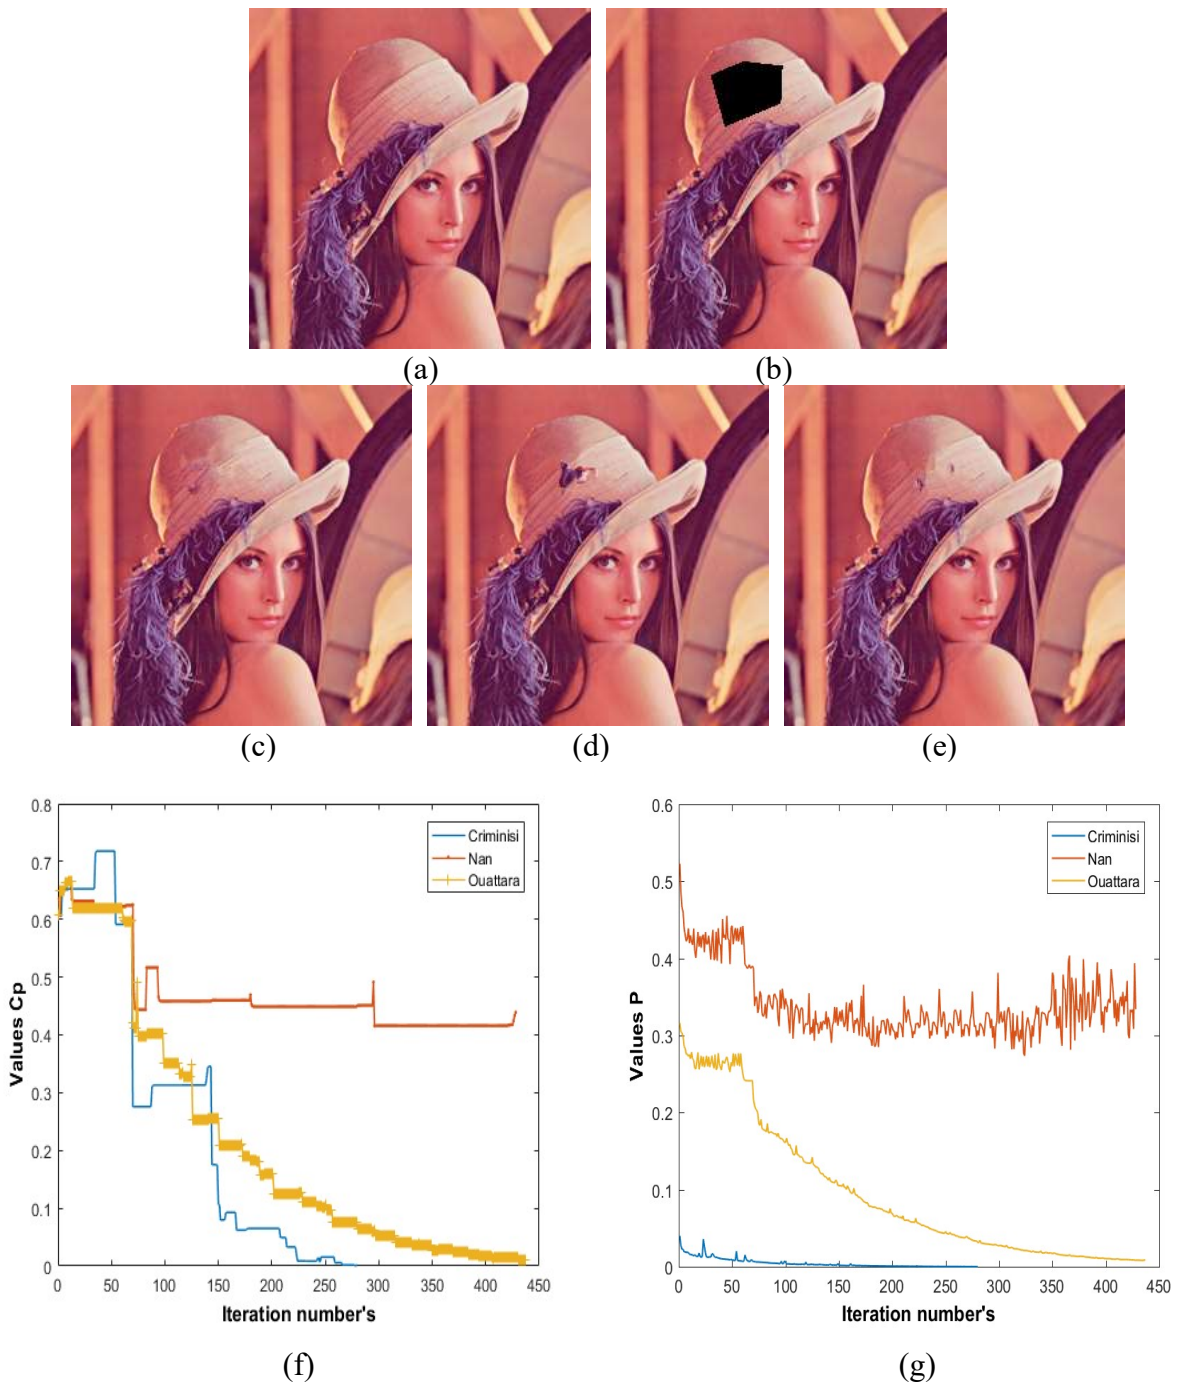 (a)
(b)
(c)
(d)
(e)
0.8
0.7
0.6
0.5
0.4
0.3
0.2
0.1
0
Values Cp
Criminisi
Nan
Ouattara
0 50 100 150 200 250 300 350 400 450
Iteration number's
(f)
0.6
0.5
0.4
0.3
0.2
0.1
0
Values P
Criminisi
Nan
Ouattara
0 50 100 150 200 250 300 350 400 450
Iteration number's
(g)